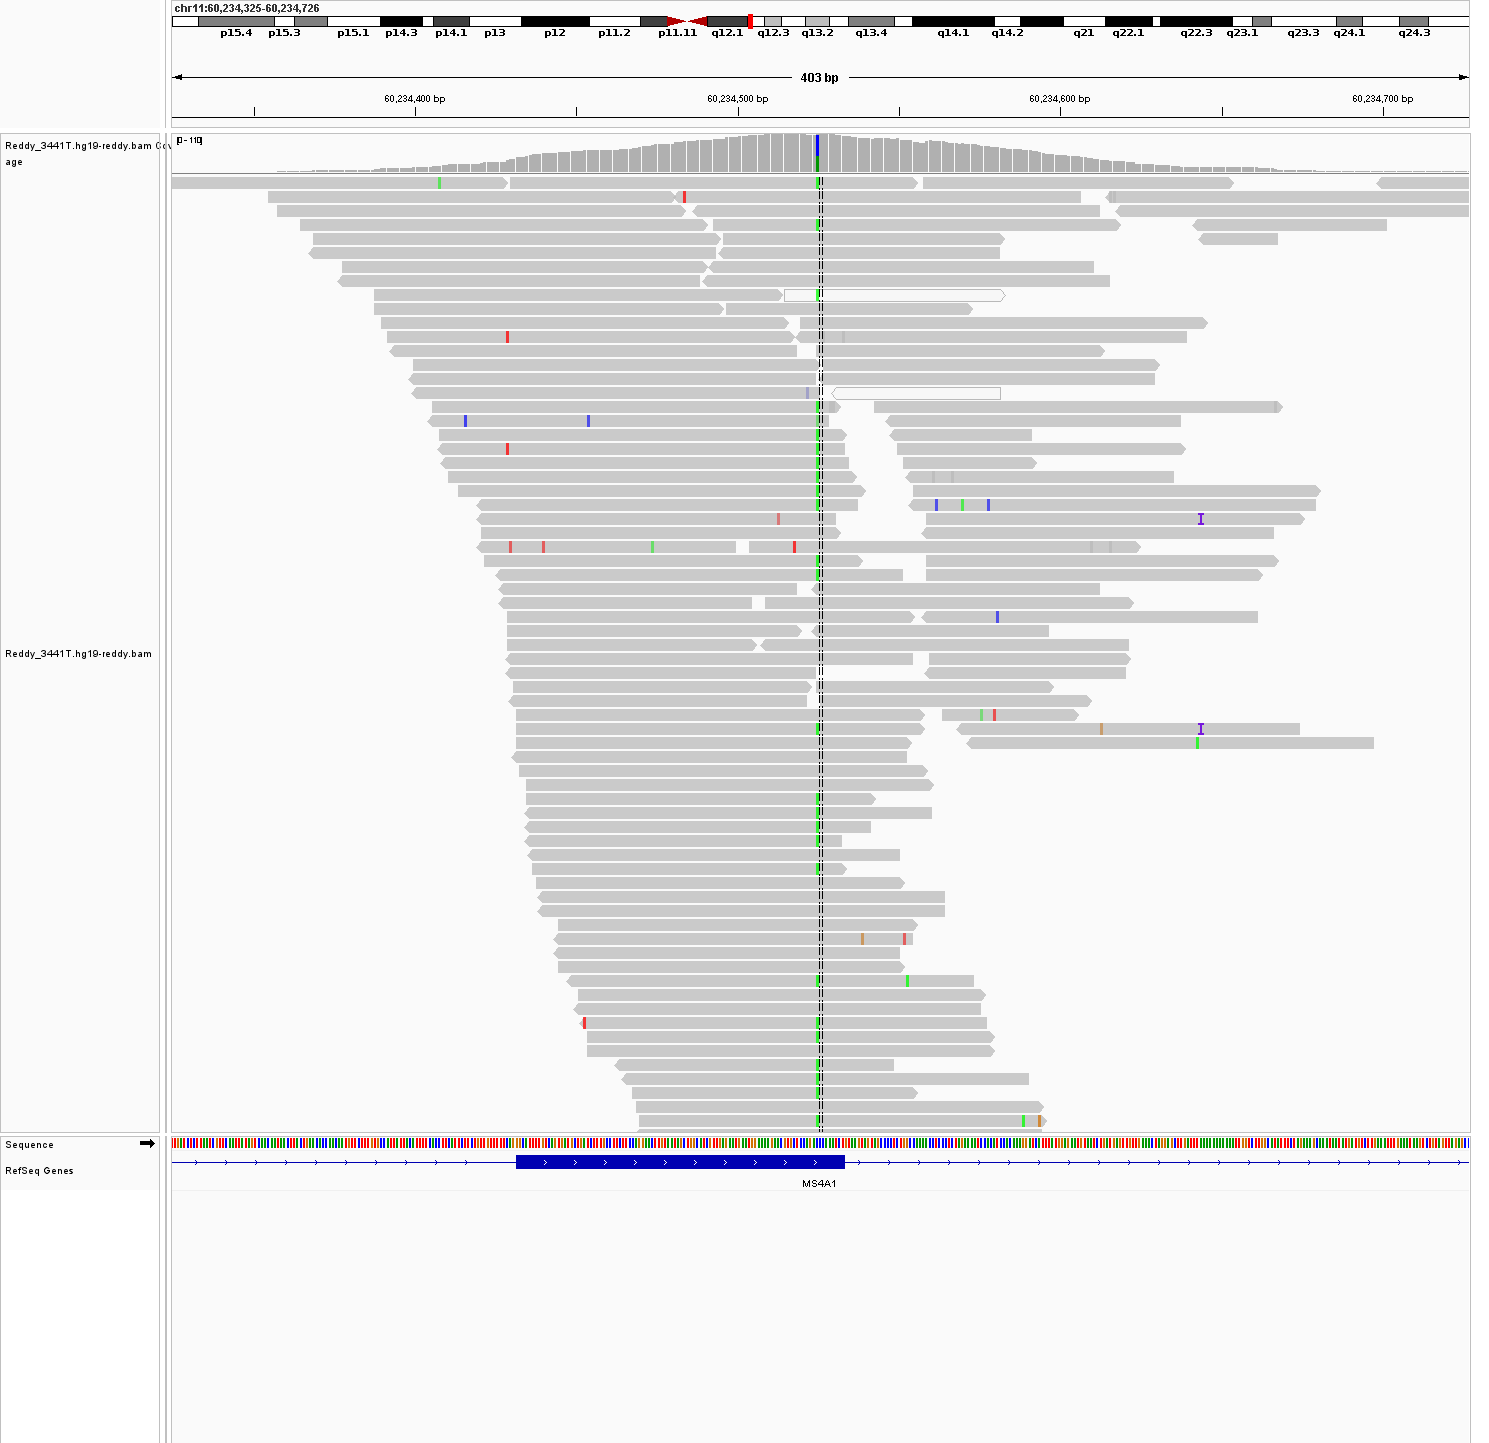 chr11:60,234,325-60,234,726
p15.4 p15.3 p15.1 p14.3 p14.1 p13 p12 p11.2 p11.11 q12.1 q12.3 q13.2 q13.4 q14.1 q14.2 q21 q22.1 q22.3 q23.1 q23.3 q24.1 q24.3
403 bp
60,234,400 bp 60,234,500 bp 60,234,600 bp 60,234,700 bp
Reddy_3441T.hg19-reddy.bam Cov
age
[0 - 110]
Reddy_3441T.hg19-reddy.bam
Sequence
RefSeq Genes
MS4A1